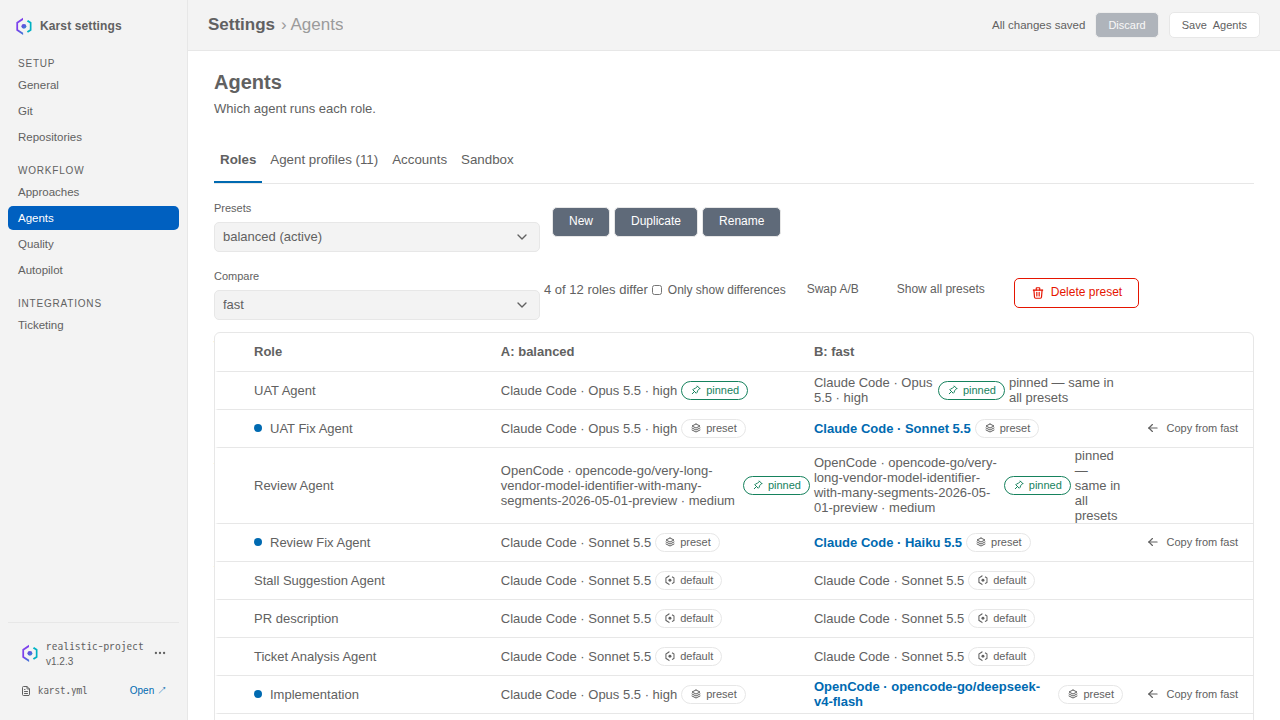 Karst settings
SETUP
General
Git
Repositories
WORKFLOW
Approaches
Agents
Quality
Autopilot
INTEGRATIONS
Ticketing
realistic-project
v1.2.3
karst.yml
Open ↗
Settings › Agents
All changes saved
Discard
Save Agents
Agents
Which agent runs each role.
Roles
Agent profiles (11)
Accounts
Sandbox
Presets
balanced (active)
New
Duplicate
Rename
Compare
fast
4 of 12 roles differ
Only show differences
Swap A/B
Show all presets
Delete preset
Role
A: balanced
B: fast
UAT Agent
Claude Code · Opus 5.5 · high
pinned
Claude Code · Opus
5.5 · high
pinned
pinned — same in
all presets
UAT Fix Agent
Claude Code · Opus 5.5 · high
preset
Claude Code · Sonnet 5.5
preset
Copy from fast
Review Agent
OpenCode · opencode-go/very-long-
vendor-model-identifier-with-many-
segments-2026-05-01-preview · medium
pinned
OpenCode · opencode-go/very-
long-vendor-model-identifier-
with-many-segments-2026-05-
01-preview · medium
pinned
pinned
—
same in
all
presets
Review Fix Agent
Claude Code · Sonnet 5.5
preset
Claude Code · Haiku 5.5
preset
Copy from fast
Stall Suggestion Agent
Claude Code · Sonnet 5.5
default
Claude Code · Sonnet 5.5
default
PR description
Claude Code · Sonnet 5.5
default
Claude Code · Sonnet 5.5
default
Ticket Analysis Agent
Claude Code · Sonnet 5.5
default
Claude Code · Sonnet 5.5
default
Implementation
Claude Code · Opus 5.5 · high
preset
OpenCode · opencode-go/deepseek-
v4-flash
preset
Copy from fast